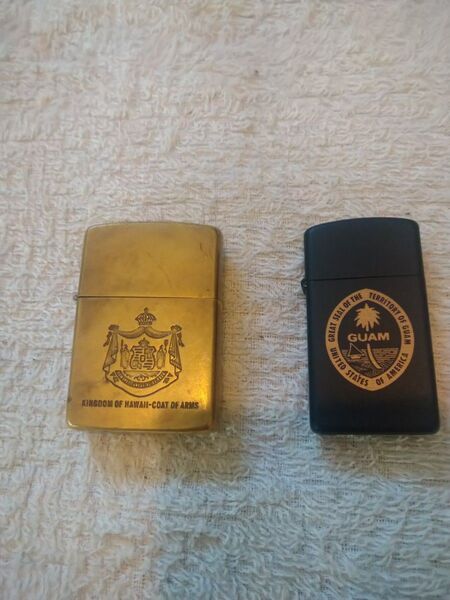 KINGDOM OF HAWAII-COAT OF ARMS
GREAT SEAL OF THE TERRITORY OF GUAM
GUAM
UNITED STATES OF AMERICA